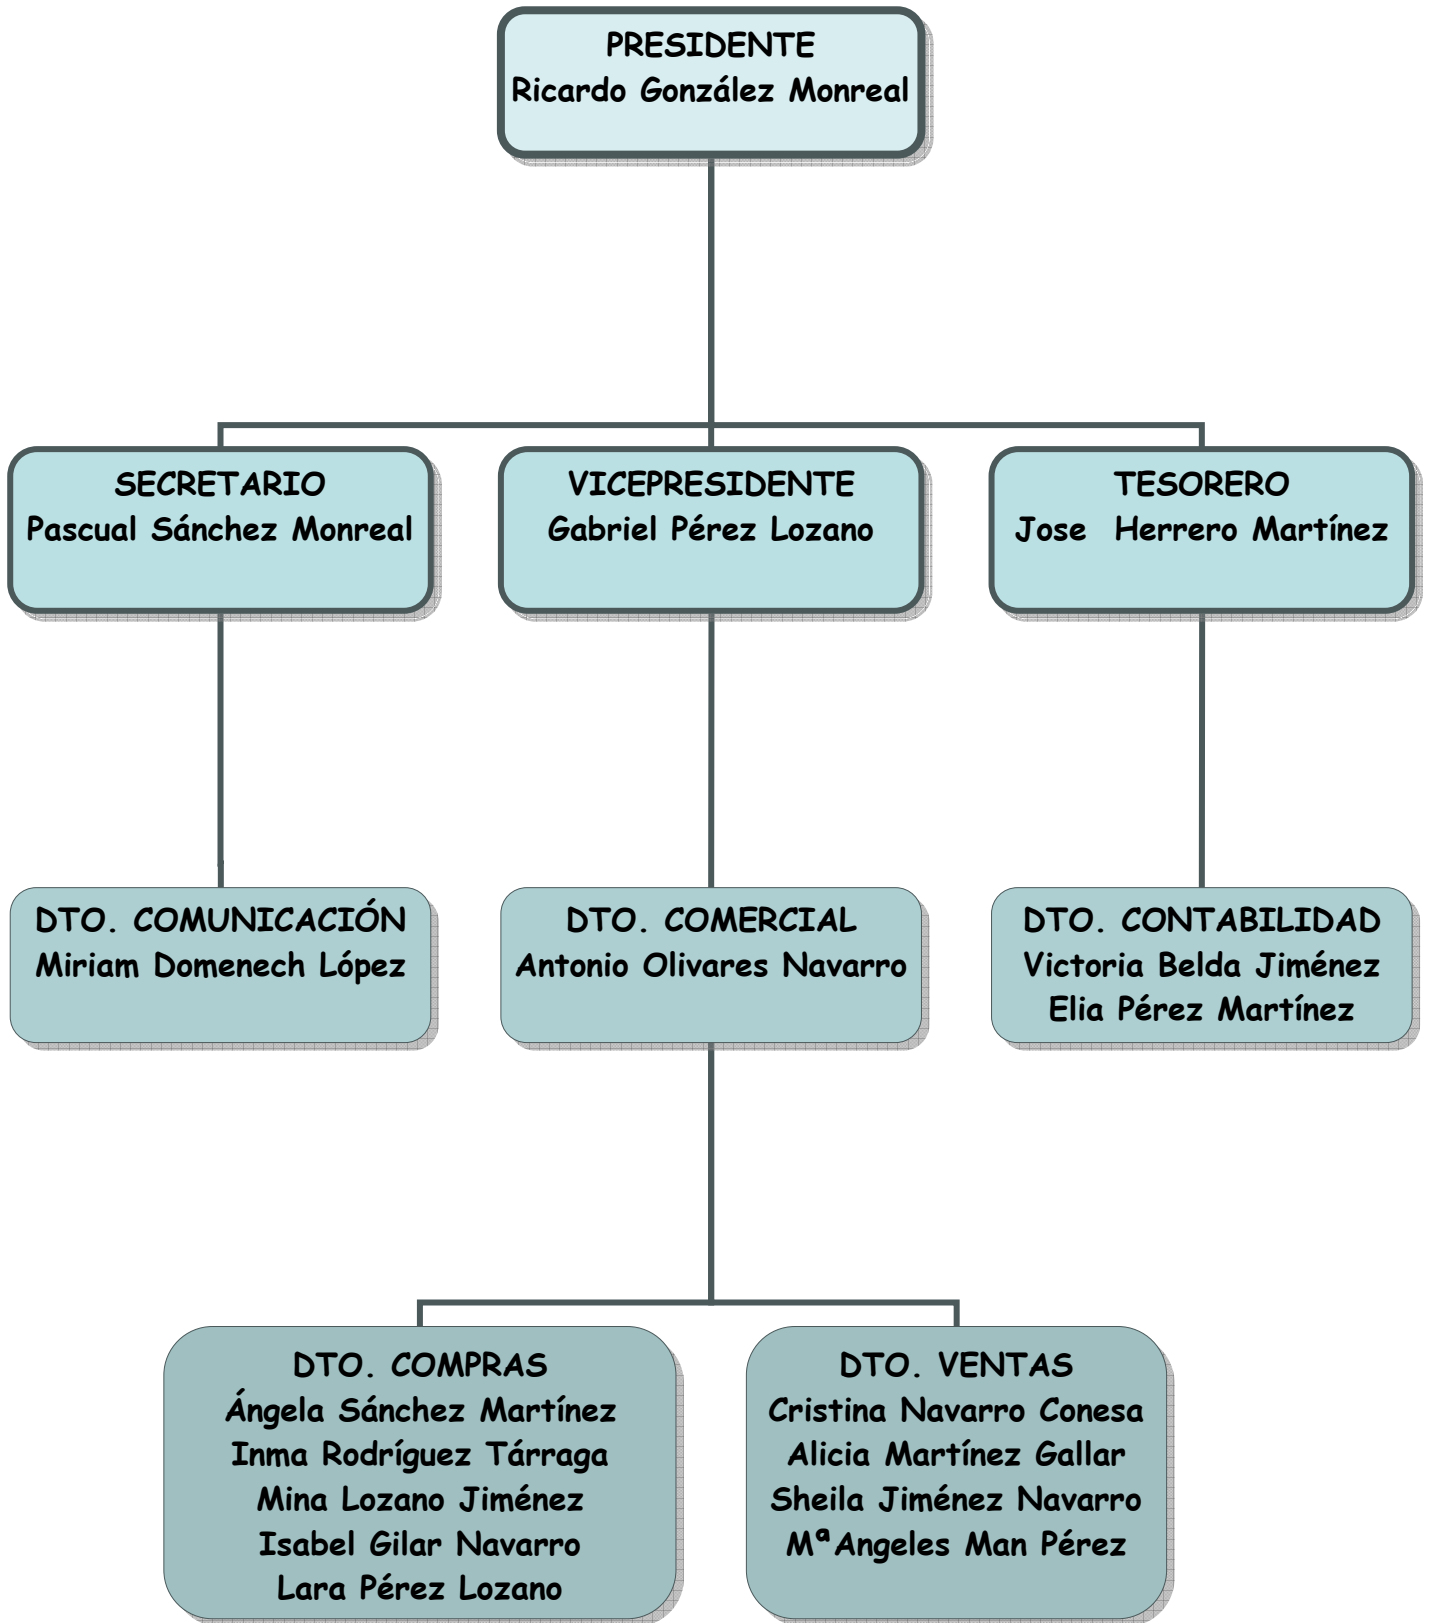 PRESIDENTE
Ricardo González Monreal
SECRETARIO
Pascual Sánchez Monreal
VICEPRESIDENTE
Gabriel Pérez Lozano
TESORERO
Jose  Herrero Martínez
DTO. COMUNICACIÓN
Miriam Domenech López
DTO. COMERCIAL
Antonio Olivares Navarro
DTO. CONTABILIDAD
Victoria Belda Jiménez
Elia Pérez Martínez
DTO. COMPRAS
Ángela Sánchez Martínez
Inma Rodríguez Tárraga
Mina Lozano Jiménez
Isabel Gilar Navarro
Lara Pérez Lozano
DTO. VENTAS
Cristina Navarro Conesa
Alicia Martínez Gallar
Sheila Jiménez Navarro
MªAngeles Man Pérez